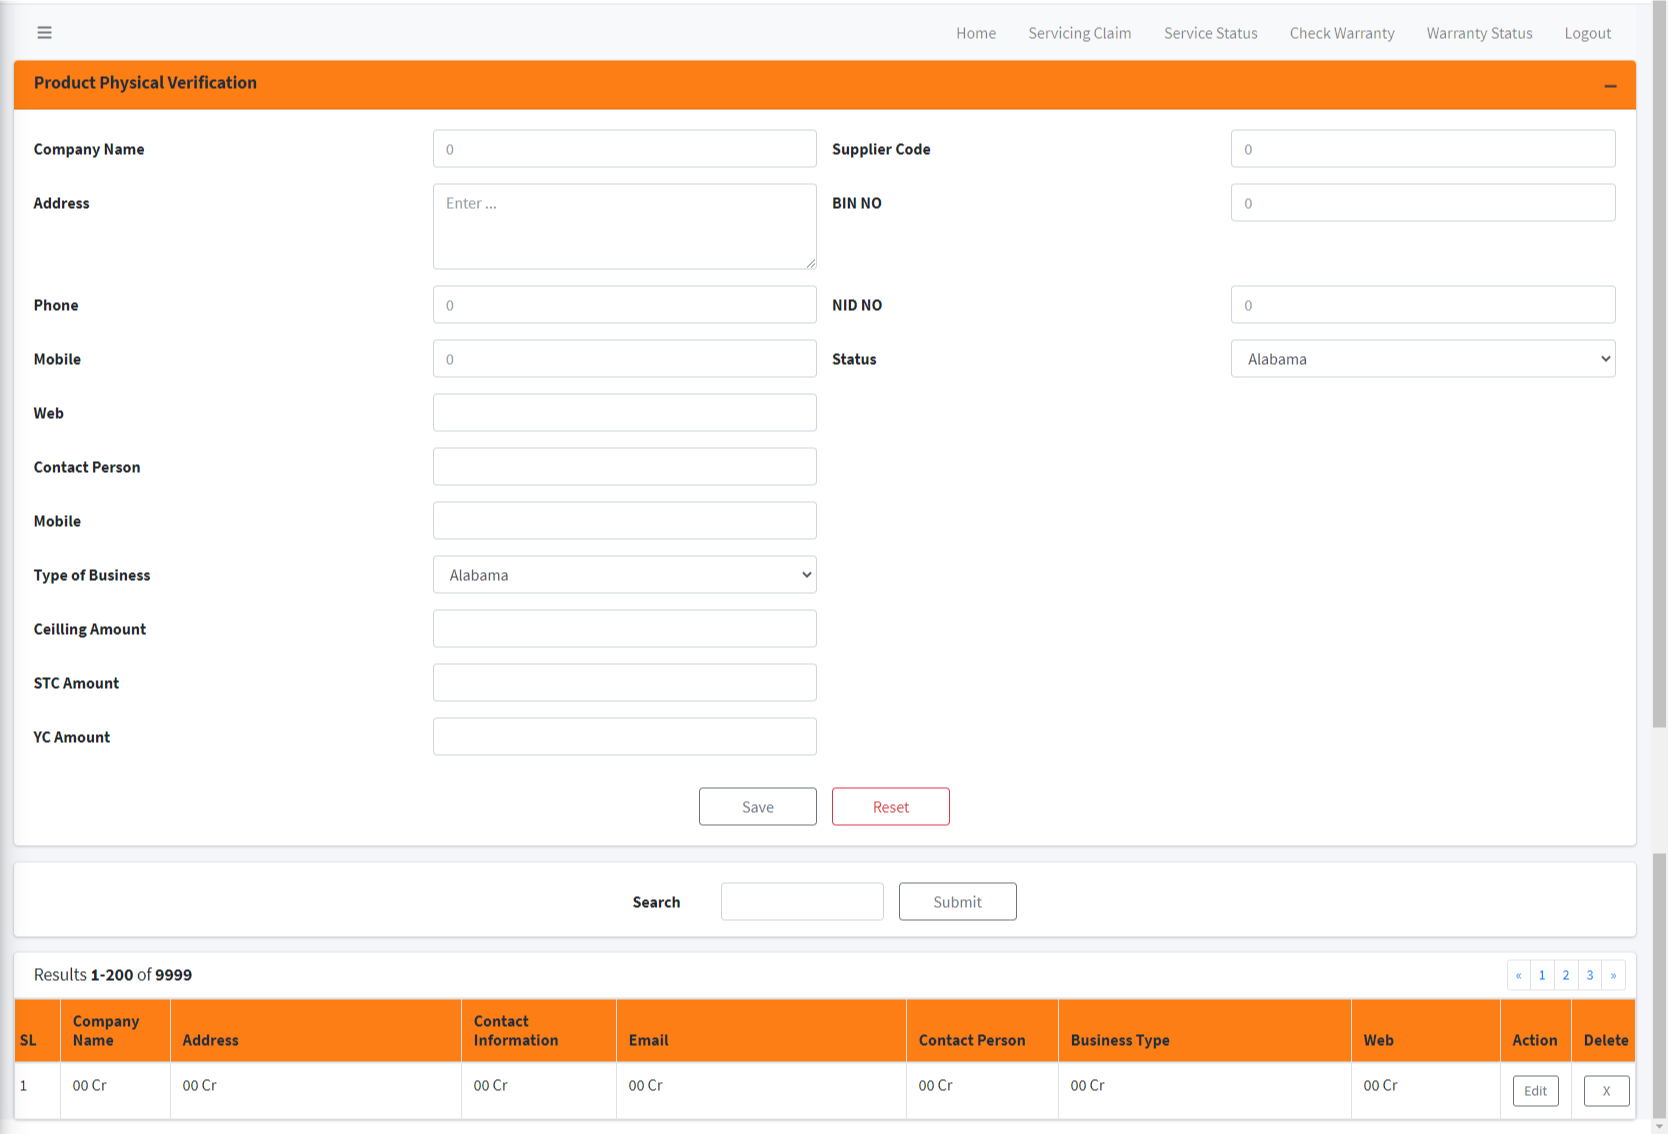 Home Servicing Claim Service Status Check Warranty Warranty Status Logout
Product Physical Verification
Company Name 0 Supplier Code 0
Address Enter ... BIN NO 0
Phone 0 NID NO 0
Mobile 0 Status Alabama
Web
Contact Person
Mobile
Type of Business Alabama
Ceilling Amount
STC Amount
YC Amount
Save Reset
Search Submit
Results 1-200 of 9999 « 1 2 3 »
SL Company Name Address Contact Information Email Contact Person Business Type Web Action Delete
1 00 Cr 00 Cr 00 Cr 00 Cr 00 Cr 00 Cr 00 Cr Edit X